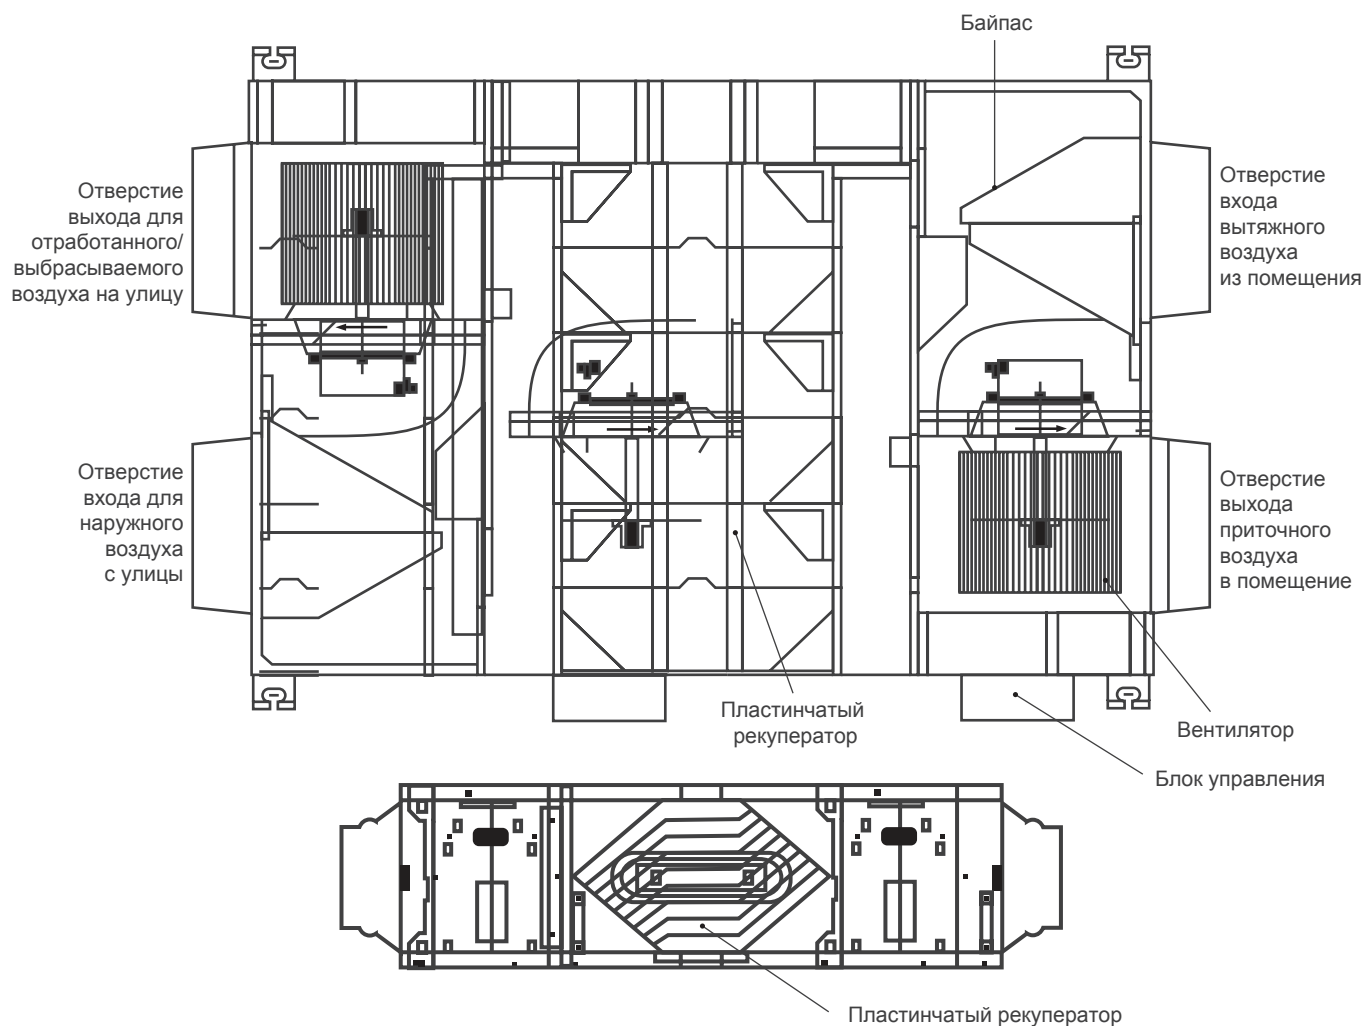 Байпас
Отверстие
выхода для
отработанного/
выбрасываемого
воздуха на улицу
Отверстие
входа
вытяжного
воздуха
из помещения
Отверстие
входа для
наружного
воздуха
с улицы
Отверстие
выхода
приточного
воздуха
в помещение
Пластинчатый
рекуператор
Вентилятор
Блок управления
Пластинчатый рекуператор